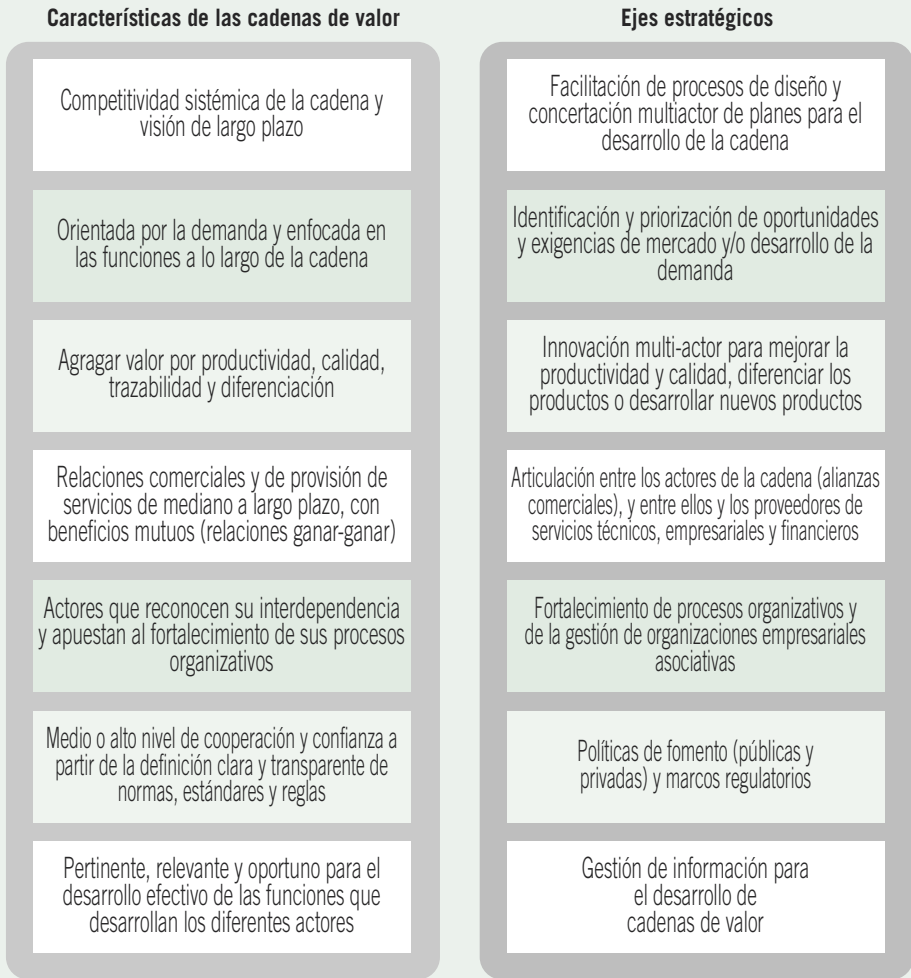 Características de las cadenas de valor
Competitividad sistémica de la cadena y
visión de largo plazo
Orientada por la demanda y enfocada en
las funciones a lo largo de la cadena
Agragar valor por productividad, calidad,
trazabilidad y diferenciación
Relaciones comerciales y de provisión de
servicios de mediano a largo plazo, con
beneficios mutuos (relaciones ganar-ganar)
Actores que reconocen su interdependencia
y apuestan al fortalecimiento de sus procesos
organizativos
Medio o alto nivel de cooperación y confianza a
partir de la definición clara y transparente de
normas, estándares y reglas
Pertinente, relevante y oportuno para el
desarrollo efectivo de las funciones que
desarrollan los diferentes actores
Ejes estratégicos
Facilitación de procesos de diseño y
concertación multiactor de planes para el
desarrollo de la cadena
Identificación y priorización de oportunidades
y exigencias de mercado y/o desarrollo de la
demanda
Innovación multi-actor para mejorar la
productividad y calidad, diferenciar los
productos o desarrollar nuevos productos
Articulación entre los actores de la cadena (alianzas
comerciales), y entre ellos y los proveedores de
servicios técnicos, empresariales y financieros
Fortalecimiento de procesos organizativos y
de la gestión de organizaciones empresariales
asociativas
Políticas de fomento (públicas y
privadas) y marcos regulatorios
Gestión de información para
el desarrollo de
cadenas de valor